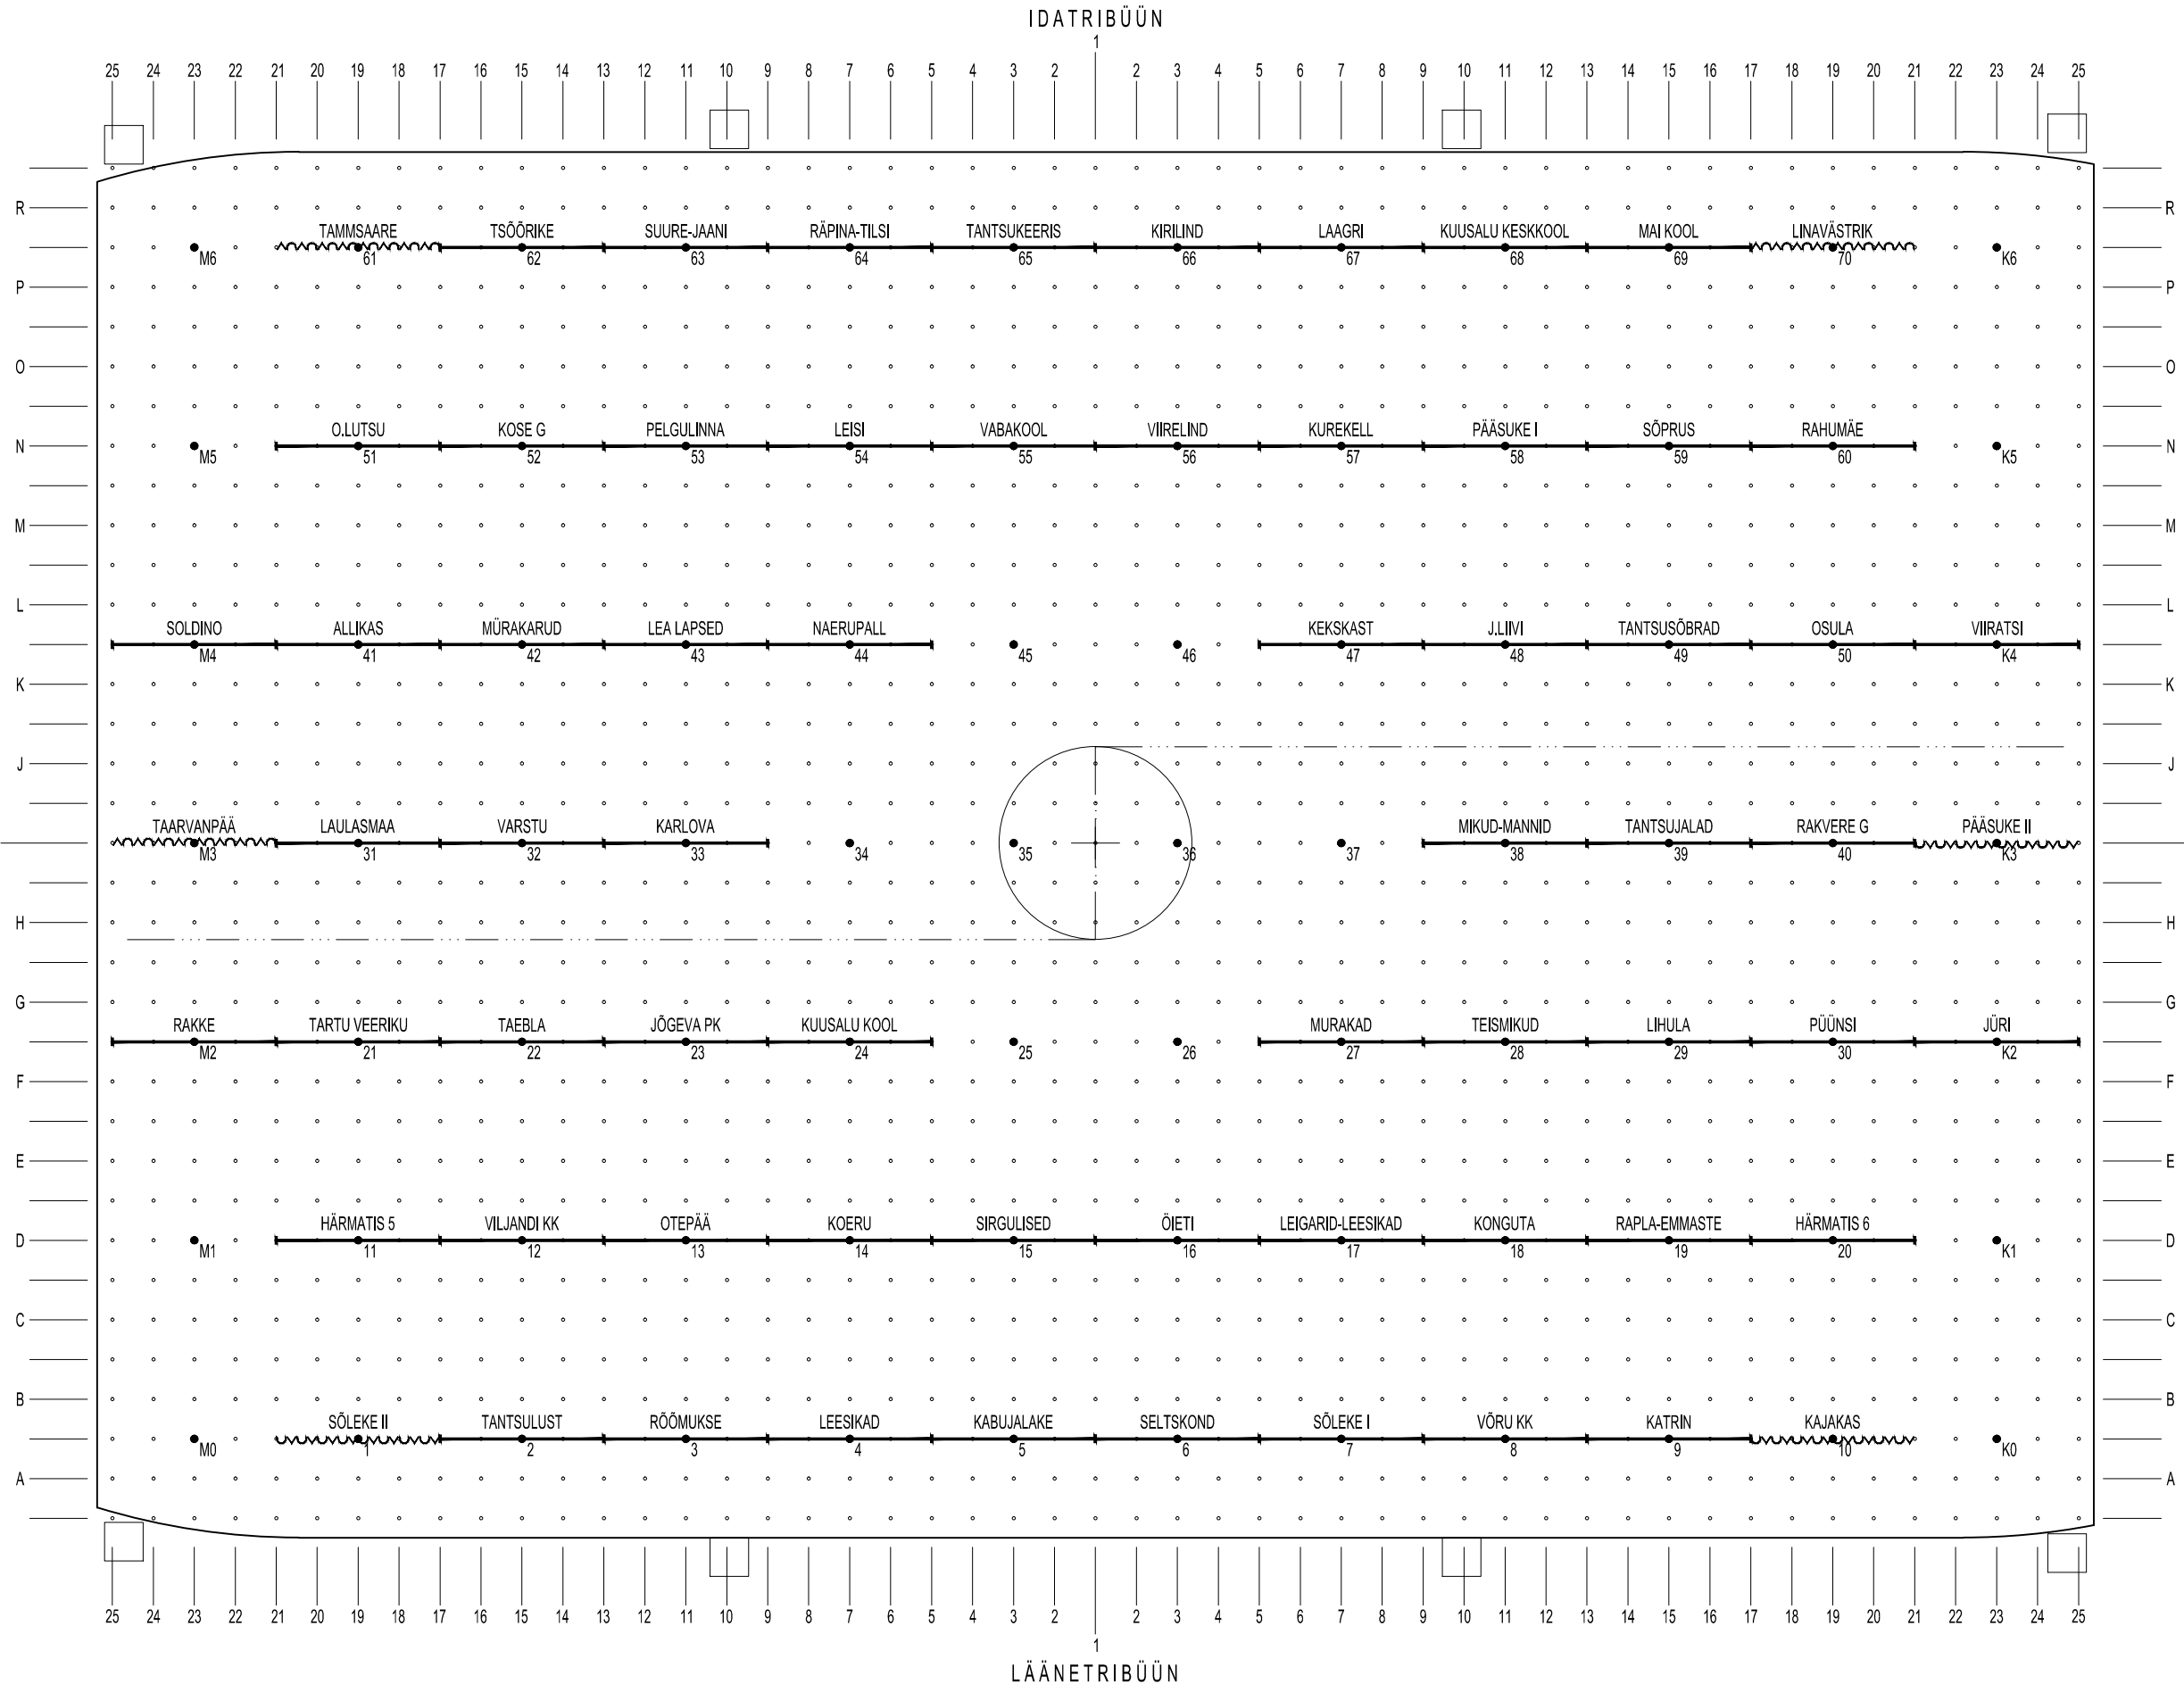 IDATRIBÜÜN
1
25 24 23 22 21 20 19 18 17 16 15 14 13 12 11 10 9 8 7 6 5 4 3 2 2 3 4 5 6 7 8 9 10 11 12 13 14 15 16 17 18 19 20 21 22 23 24 25
R R
TAMMSAARE TSÕÕRIKE SUURE-JAANI RÄPINA-TILSI TANTSUKEERIS KIRILIND LAAGRI KUUSALU KESKKOOL MAI KOOL LINAVÄSTRIK
M6 61 62 63 64 65 66 67 68 69 70 K6
P P
O O
O.LUTSU KOSE G PELGULINNA LEISI VABAKOOL VIIRELIND KUREKELL PÄÄSUKE I SÕPRUS RAHUMÄE
N N
M5 51 52 53 54 55 56 57 58 59 60 K5
M M
L L
SOLDINO ALLIKAS MÜRAKARUD LEA LAPSED NAERUPALL KEKSKAST J.LIIVI TANTSUSÕBRAD OSULA VIIRATSI
M4 41 42 43 44 45 46 47 48 49 50 K4
K K
J J
TAARVANPÄÄ LAULASMAA VARSTU KARLOVA MIKUD-MANNID TANTSUJALAD RAKVERE G PÄÄSUKE II
M3 31 32 33 34 35 36 37 38 39 40 K3
H H
G G
RAKKE TARTU VEERIKU TAEBLA JÕGEVA PK KUUSALU KOOL MURAKAD TEISMIKUD LIHULA PÜÜNSI JÜRI
M2 21 22 23 24 25 26 27 28 29 30 K2
F F
E E
HÄRMATIS 5 VILJANDI KK OTEPÄÄ KOERU SIRGULISED ÖIETI LEIGARID-LEESIKAD KONGUTA RAPLA-EMMASTE HÄRMATIS 6
D D
M1 11 12 13 14 15 16 17 18 19 20 K1
C C
B B
SÕLEKE II TANTSULUST RÕÕMUKSE LEESIKAD KABUJALAKE SELTSKOND SÕLEKE I VÕRU KK KATRIN KAJAKAS
M0 1 2 3 4 5 6 7 8 9 10 K0
A A
25 24 23 22 21 20 19 18 17 16 15 14 13 12 11 10 9 8 7 6 5 4 3 2 2 3 4 5 6 7 8 9 10 11 12 13 14 15 16 17 18 19 20 21 22 23 24 25
1
LÄÄNETRIBÜÜN